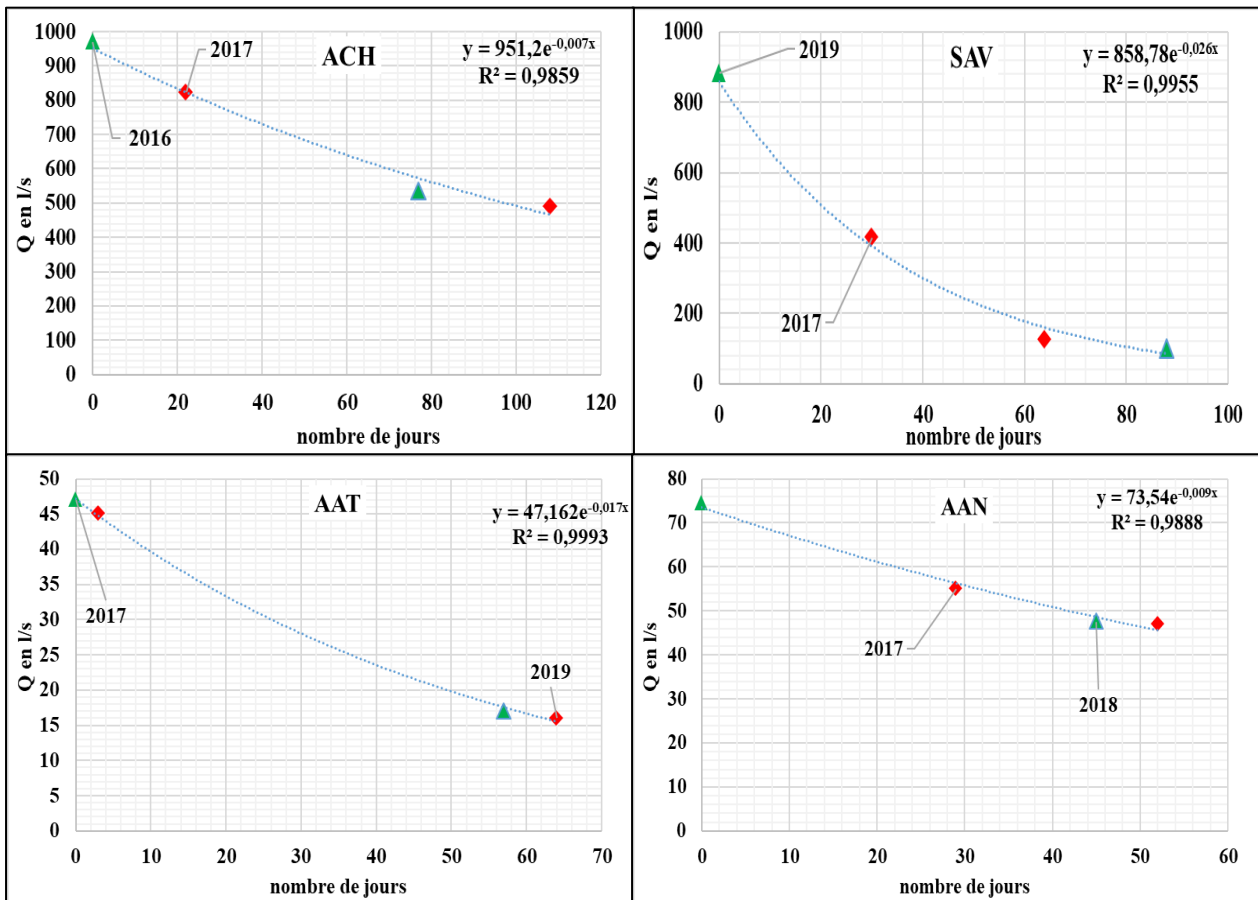 ACH
y = 951,2e-0,007x
R² = 0,9859
2017
2016
Q en l/s
1000
900
800
700
600
500
400
300
200
100
0
0 20 40 60 80 100 120
nombre de jours
SAV
y = 858,78e-0,026x
R² = 0,9955
2019
2017
Q en l/s
1000
800
600
400
200
0
0 20 40 60 80 100
nombre de jours
AAT
y = 47,162e-0,017x
R² = 0,9993
2017
2019
Q en l/s
50
45
40
35
30
25
20
15
10
5
0
0 10 20 30 40 50 60 70
nombre de jours
AAN
y = 73,54e-0,009x
R² = 0,9888
2017
2018
Q en l/s
80
70
60
50
40
30
20
10
0
0 10 20 30 40 50 60
nombre de jours